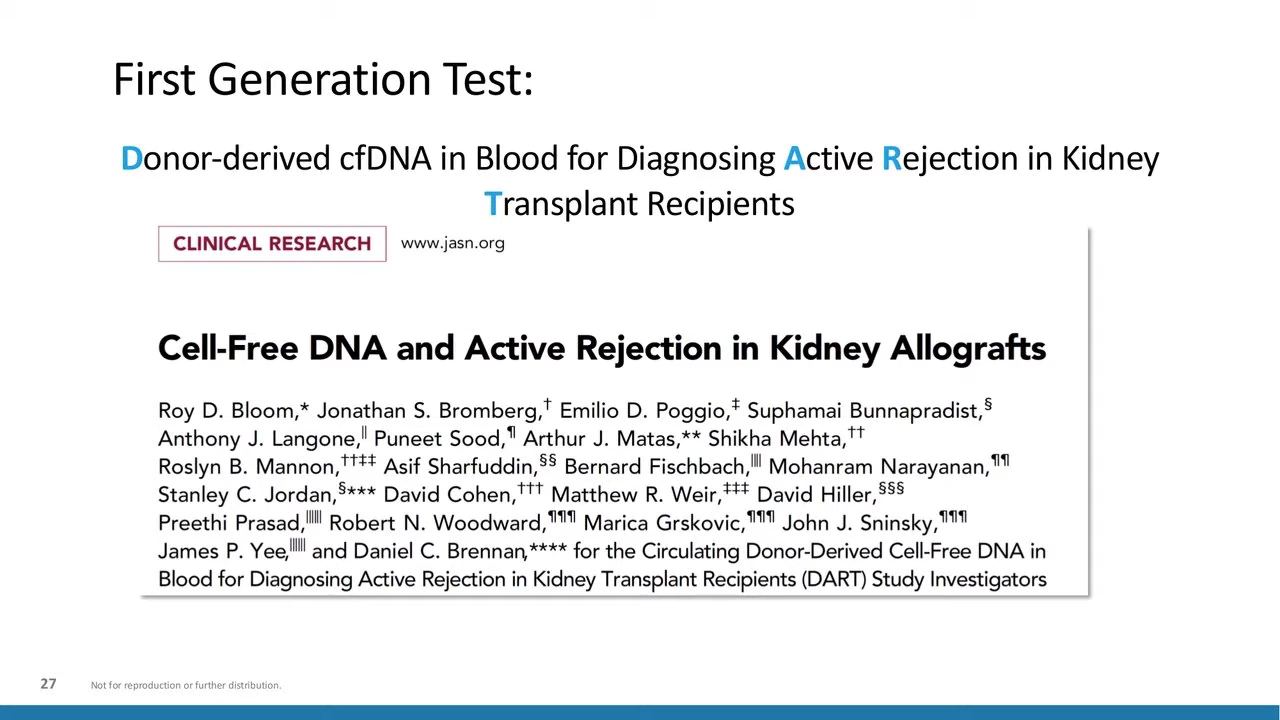 First Generation Test:
Donor-derived cfDNA in Blood for Diagnosing Active Rejection in Kidney
Transplant Recipients
CLINICAL RESEARCH www.jasn.org
Cell-Free DNA and Active Rejection in Kidney Allografts
Roy D. Bloom,* Jonathan S. Bromberg,† Emilio D. Poggio,‡ Suphamai Bunnapradist,§
Anthony J. Langone,‖ Puneet Sood,¶ Arthur J. Matas,** Shikha Mehta,††
Roslyn B. Mannon,††‡‡ Asif Sharfuddin,§§ Bernard Fischbach,‖‖ Mohanram Narayanan,¶¶
Stanley C. Jordan,§*** David Cohen,††† Matthew R. Weir,‡‡‡ David Hiller,§§§
Preethi Prasad,‖‖‖ Robert N. Woodward,¶¶¶ Marica Grskovic,¶¶¶ John J. Sninsky,¶¶¶
James P. Yee,‖‖‖ and Daniel C. Brennan,**** for the Circulating Donor-Derived Cell-Free DNA in
Blood for Diagnosing Active Rejection in Kidney Transplant Recipients (DART) Study Investigators
27 Not for reproduction or further distribution.